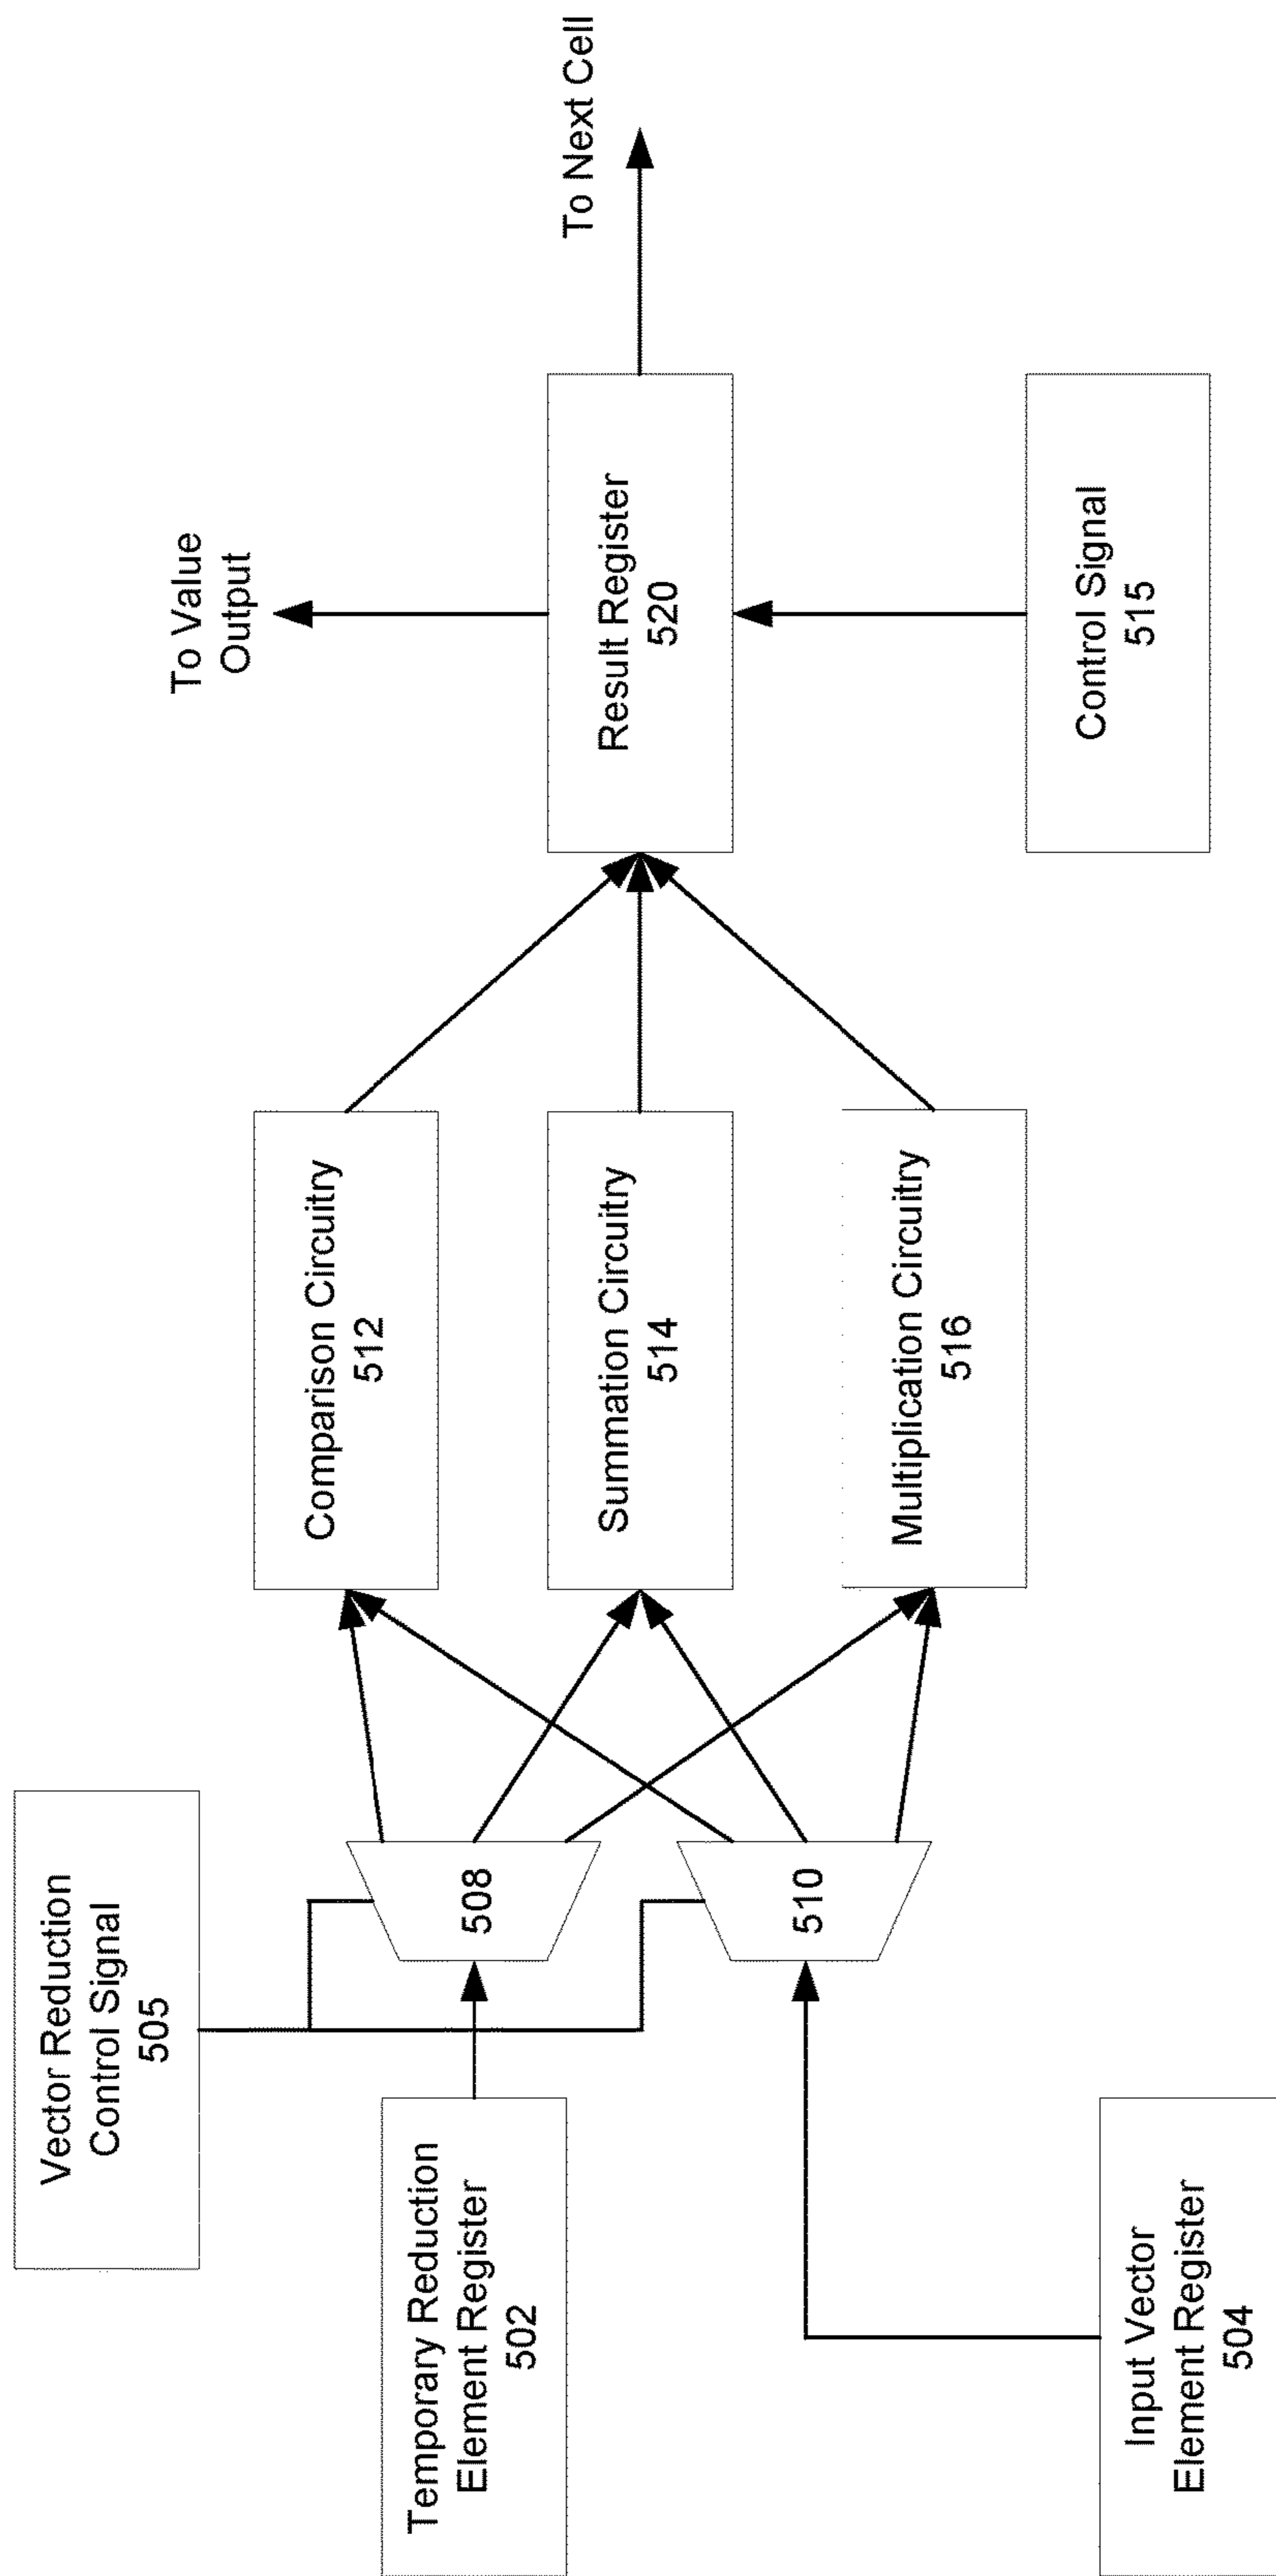 Vector Reduction
Control Signal
505
Temporary Reduction
Element Register
502
Input Vector
Element Register
504
508
510
Comparison Circuitry
512
Summation Circuitry
514
Multiplication Circuitry
516
To Value
Output
Result Register
520
Control Signal
515
To Next Cell